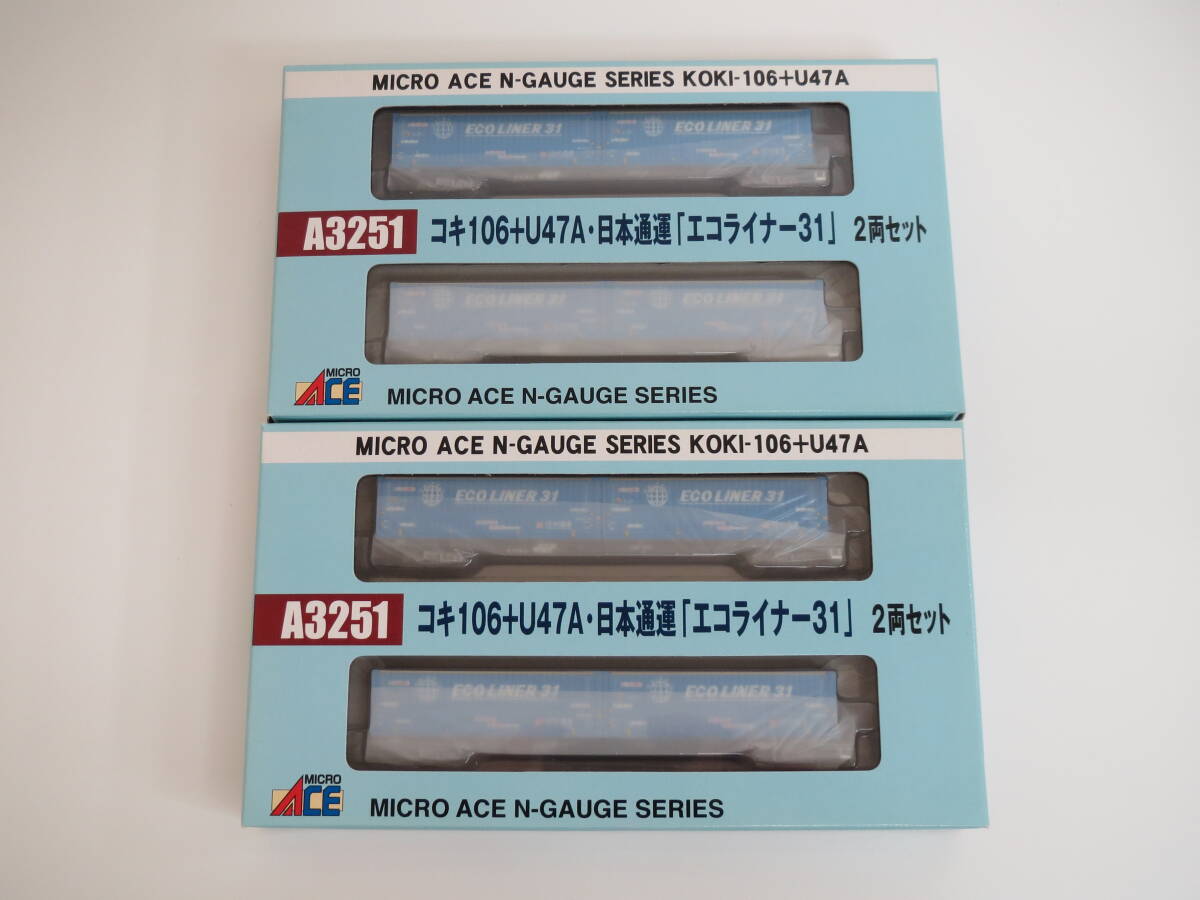 MICRO ACE N-GAUGE SERIES KOKI-106+U47A
ECO LINER 31 ECO LINER 31
A3251 コキ106+U47A・日本通運「エコライナー31」 2両セット
ECO LINER 31 ECO LINER 31
MICRO ACE MICRO ACE N-GAUGE SERIES
MICRO ACE N-GAUGE SERIES KOKI-106+U47A
ECO LINER 31 ECO LINER 31
A3251 コキ106+U47A・日本通運「エコライナー31」 2両セット
ECO LINER 31 ECO LINER 31
MICRO ACE MICRO ACE N-GAUGE SERIES